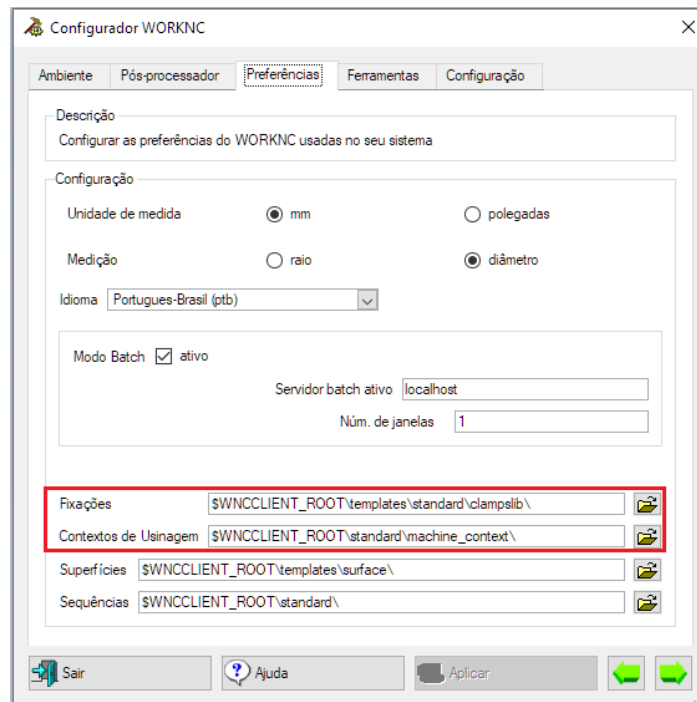 Configurador WORKNC
Ambiente Pós-processador Preferências Ferramentas Configuração
Descrição
Configurar as preferências do WORKNC usadas no seu sistema
Configuração
Unidade de medida mm polegadas
Medição raio diâmetro
Idioma Portugues-Brasil (ptb)
Modo Batch ativo
Servidor batch ativo localhost
Núm. de janelas 1
Fixações $WNCCLIENT_ROOT\templates\standard\clampslib\
Contextos de Usinagem $WNCCLIENT_ROOT\standard\machine_context\
Superfícies $WNCCLIENT_ROOT\templates\surface\
Sequências $WNCCLIENT_ROOT\standard\
Sair Ajuda Aplicar